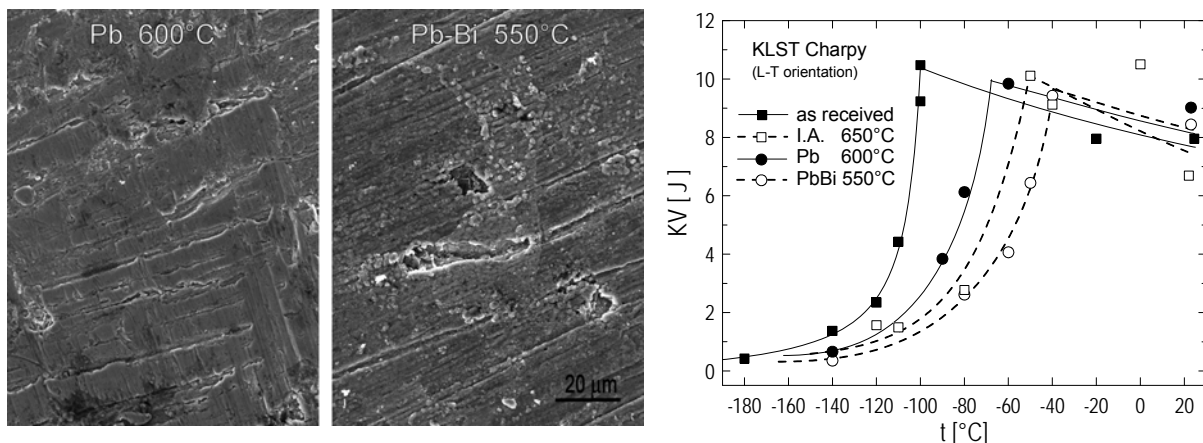 Pb 600°C
Pb-Bi 550°C
20 µm
KLST Charpy
(L-T orientation)
as received
I.A. 650°C
Pb 600°C
PbBi 550°C
KV [ J ]
12
10
8
6
4
2
0
-180 -160 -140 -120 -100 -80 -60 -40 -20 0 20
t [°C]